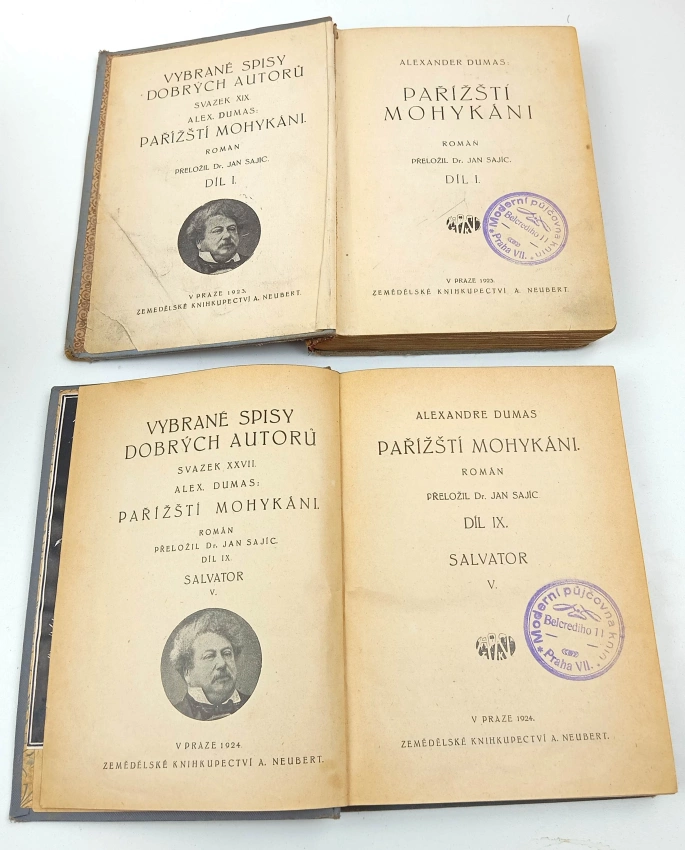 VYBRANÉ SPISY
DOBRÝCH AUTORŮ
SVAZEK XIX.
ALEX. DUMAS:
PAŘÍŽŠTÍ MOHYKÁNI.
ROMÁN
PŘELOŽIL Dr. JAN SAJÍC.
DÍL I.
V PRAZE 1923.
ZEMĚDĚLSKÉ KNIHKUPECTVÍ A. NEUBERT.
ALEXANDER DUMAS:
PAŘÍŽŠTÍ
MOHYKÁNI
ROMÁN
PŘELOŽIL Dr. JAN SAJÍC.
DÍL I.
Moderní půjčovna knih
Belcrediho 11
Praha VII.
V PRAZE 1923.
ZEMĚDĚLSKÉ KNIHKUPECTVÍ A. NEUBERT.
VYBRANÉ SPISY
DOBRÝCH AUTORŮ
SVAZEK XXVII.
ALEX. DUMAS:
PAŘÍŽŠTÍ MOHYKÁNI.
ROMÁN
PŘELOŽIL Dr. JAN SAJÍC.
DÍL IX.
SALVATOR
V.
V PRAZE 1924
ZEMĚDĚLSKÉ KNIHKUPECTVÍ A. NEUBERT.
ALEXANDRE DUMAS
PAŘÍŽŠTÍ MOHYKÁNI.
ROMÁN
PŘELOŽIL Dr. JAN SAJÍC
DÍL IX.
SALVATOR
V.
Moderní půjčovna knih
Belcrediho 11
Praha VII.
V PRAZE 1924.
ZEMĚDĚLSKÉ KNIHKUPECTVÍ A. NEUBERT.